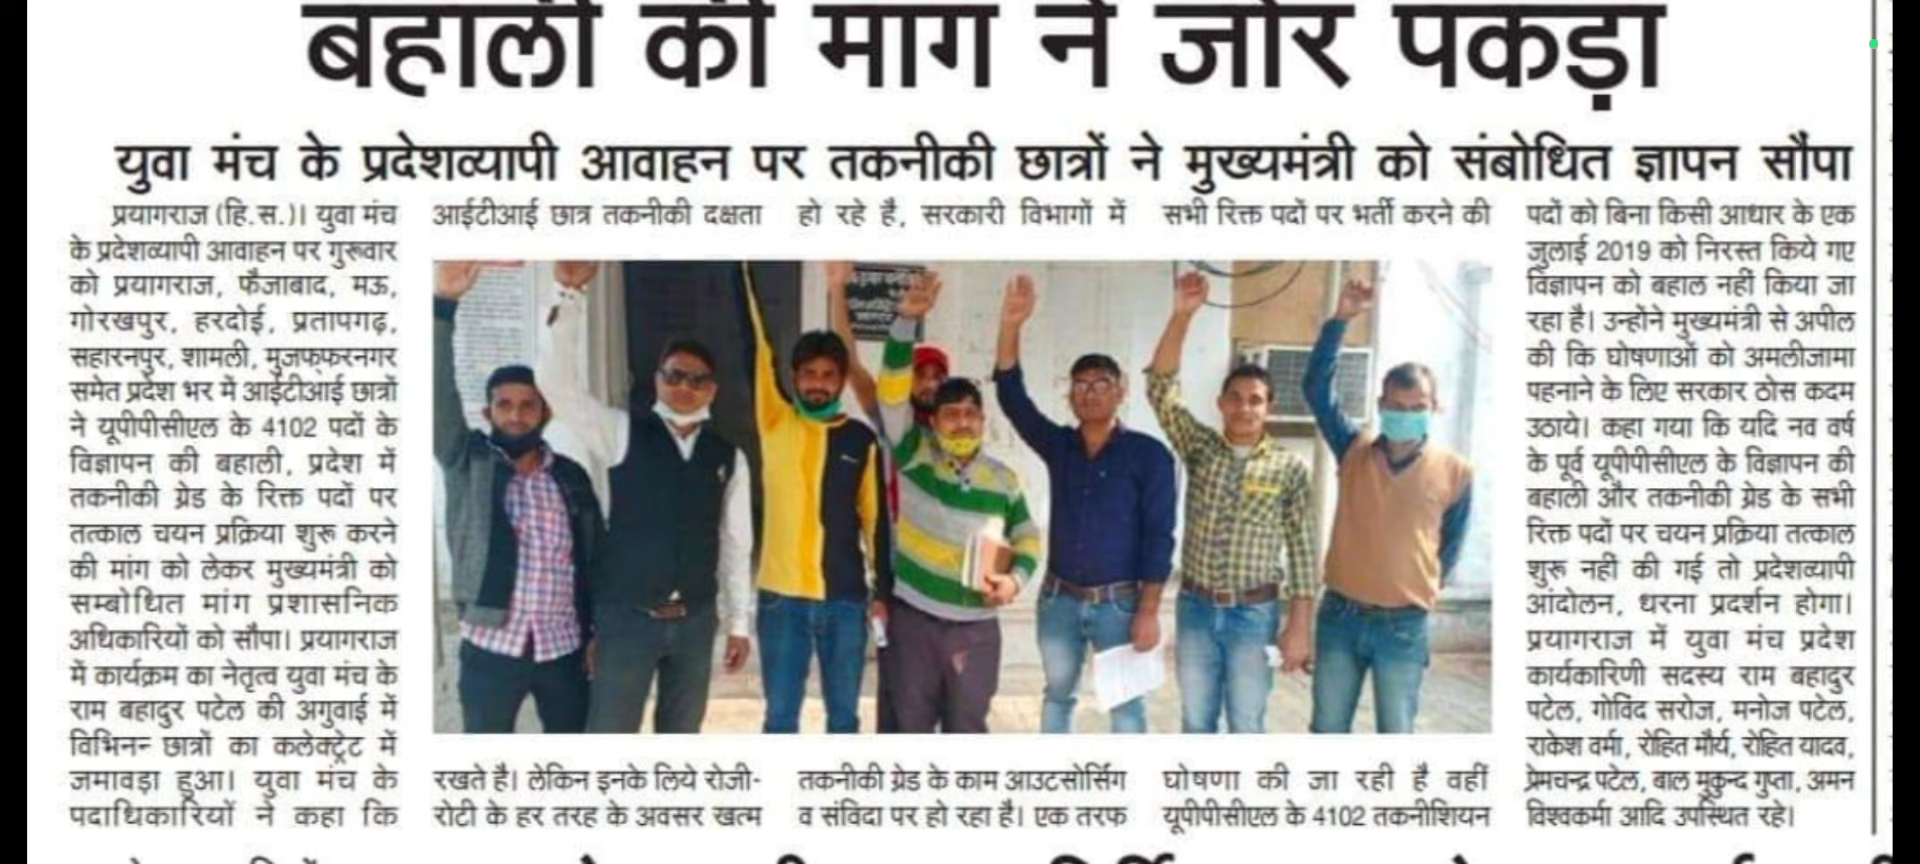 बहाली की मांग ने जोर पकड़ा
युवा मंच के प्रदेशव्यापी आवाहन पर तकनीकी छात्रों ने मुख्यमंत्री को संबोधित ज्ञापन सौपा
प्रयागराज (हि.स.)। युवा मंच
के प्रदेशव्यापी आवाहन पर गुरूवार
को प्रयागराज, फैजाबाद, मऊ,
गोरखपुर, हरदोई, प्रतापगढ़,
सहारनपुर, शामली, मुजफ्फरनगर
समेत प्रदेश भर में आईटीआई छात्रों
ने यूपीपीसीएल के 4102 पदों के
विज्ञापन की बहाली, प्रदेश में
तकनीकी ग्रेड के रिक्त पदों पर
तत्काल चयन प्रक्रिया शुरू करने
की मांग को लेकर मुख्यमंत्री को
सम्बोधित मांग प्रशासनिक
अधिकारियों को सौपा। प्रयागराज
में कार्यक्रम का नेतृत्व युवा मंच के
राम बहादुर पटेल की अगुवाई में
विभिनन छात्रों का कलेक्ट्रेट में
जमावड़ा हुआ। युवा मंच के
पदाधिकारियों ने कहा कि
आईटीआई छात्र तकनीकी दक्षता
रखते है। लेकिन इनके लिये रोजी-
रोटी के हर तरह के अवसर खत्म
हो रहे है, सरकारी विभागों में
तकनीकी ग्रेड के काम आउटसोर्सिग
व संविदा पर हो रहा है। एक तरफ
सभी रिक्त पदों पर भर्ती करने की
घोषणा की जा रही है वहीं
यूपीपीसीएल के 4102 तकनीशियन
पदों को बिना किसी आधार के एक
जुलाई 2019 को निरस्त किये गए
विज्ञापन को बहाल नहीं किया जा
रहा है। उन्होंने मुख्यमंत्री से अपील
की कि घोषणाओं को अमलीजामा
पहनाने के लिए सरकार ठोस कदम
उठाये। कहा गया कि यदि नव वर्ष
के पूर्व यूपीपीसीएल के विज्ञापन की
बहाली और तकनीकी ग्रेड के सभी
रिक्त पदों पर चयन प्रक्रिया तत्काल
शुरू नहीं की गई तो प्रदेशव्यापी
आंदोलन, धरना प्रदर्शन होगा।
प्रयागराज में युवा मंच प्रदेश
कार्यकारिणी सदस्य राम बहादुर
पटेल, गोविंद सरोज, मनोज पटेल,
राकेश वर्मा, रोहित मौर्य, रोहित यादव,
प्रेमचन्द्र पटेल, बाल मुकुन्द गुप्ता, अमन
विश्वकर्मा आदि उपस्थित रहे।